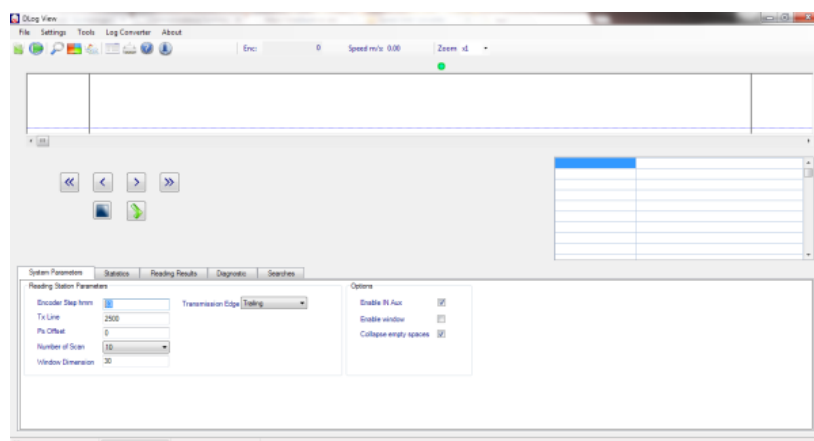 DLog View
File Settings Tools Log Converter About
Enc: 0 Speed m/s: 0.00 Zoom: x1
System Parameters Statistics Reading Results Diagnostic Searches
Reading Station Parameters Options
Encoder Step hmm Transmission Edge Trailing Enable IN Aux
Tx Line 2500 Enable window
Ps Offset 0 Collapse empty spaces
Number of Scan 10
Window Dimension 30